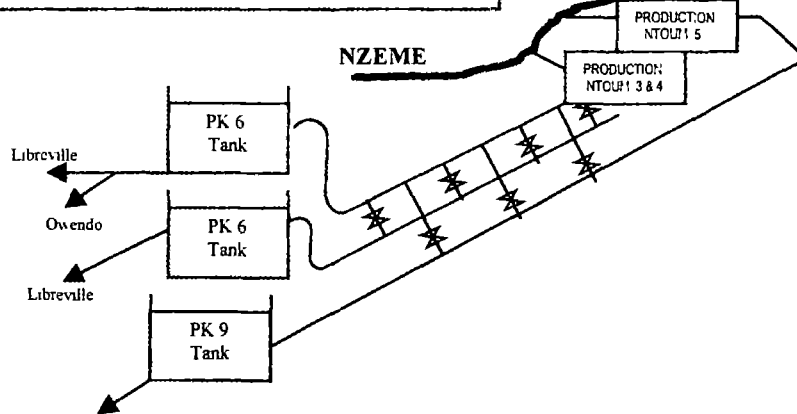 PRODUCTION
NTOUM 5
NZEME
PRODUCTION
NTOUM 3 & 4
PK 6
Tank
Libreville
Owendo
PK 6
Tank
Libreville
PK 9
Tank